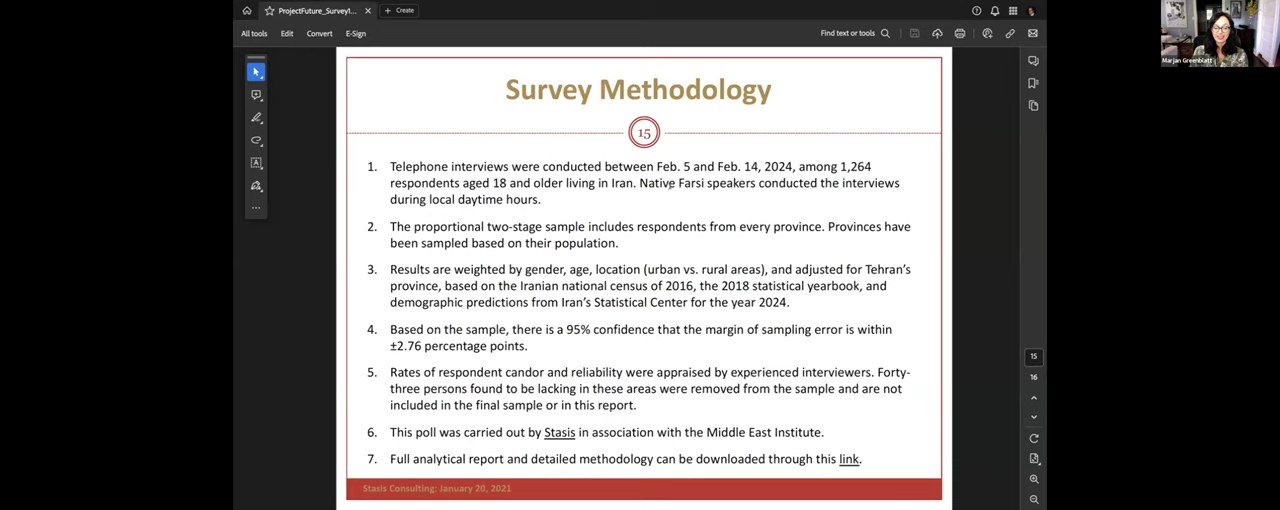 ProjectFuture_Survey1...
Create
All tools
Edit
Convert
E-Sign
Find text or tools
Marjan Greenblatt
Survey Methodology
15
1. Telephone interviews were conducted between Feb. 5 and Feb. 14, 2024, among 1,264
respondents aged 18 and older living in Iran. Native Farsi speakers conducted the interviews
during local daytime hours.
2. The proportional two-stage sample includes respondents from every province. Provinces have
been sampled based on their population.
3. Results are weighted by gender, age, location (urban vs. rural areas), and adjusted for Tehran's
province, based on the Iranian national census of 2016, the 2018 statistical yearbook, and
demographic predictions from Iran's Statistical Center for the year 2024.
4. Based on the sample, there is a 95% confidence that the margin of sampling error is within
±2.76 percentage points.
5. Rates of respondent candor and reliability were appraised by experienced interviewers. Forty-
three persons found to be lacking in these areas were removed from the sample and are not
included in the final sample or in this report.
6. This poll was carried out by Stasis in association with the Middle East Institute.
7. Full analytical report and detailed methodology can be downloaded through this link.
Stasis Consulting: January 20, 2021
15
16